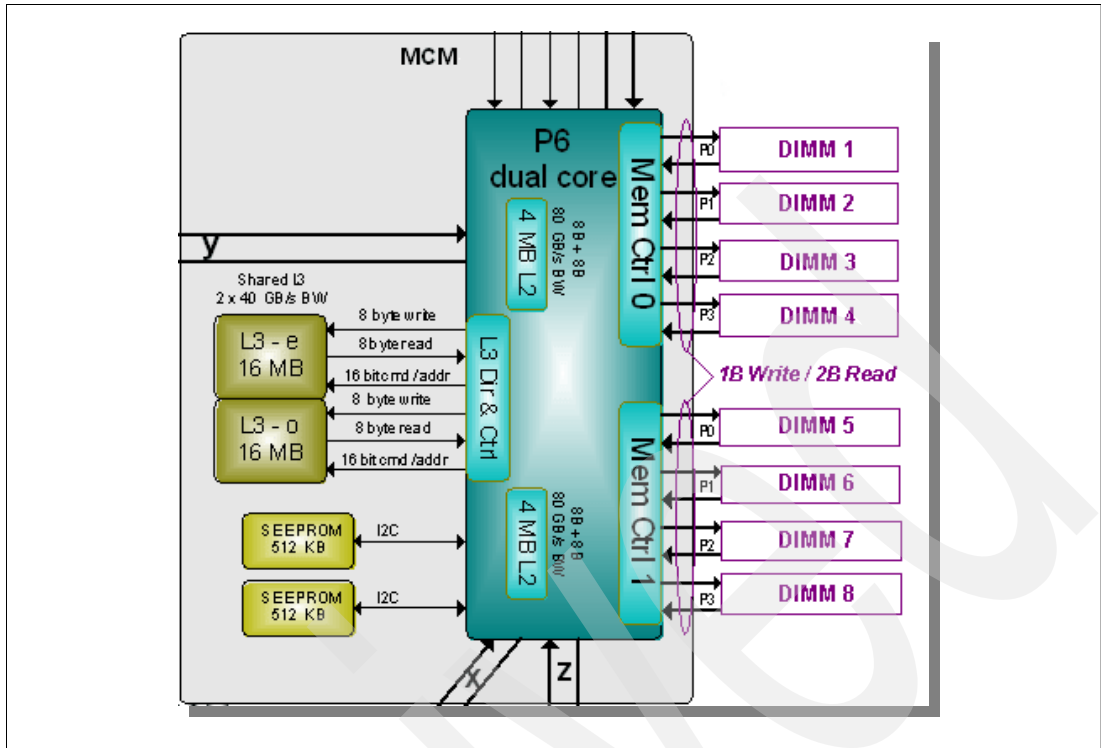 MCM
P6
dual core
Mem Ctrl 0
4 MB L2
8B + 8B
80 GB/s BW
P0
DIMM 1
P1
DIMM 2
P2
DIMM 3
P3
DIMM 4
y
Shared L3
2 x 40 GB/s BW
L3 - e
16 MB
8 byte write
8 byte read
16 bit cmd /addr
L3 Dir & Ctrl
L3 - o
16 MB
8 byte write
8 byte read
16 bit cmd /addr
1B Write / 2B Read
Mem Ctrl 1
4 MB L2
8B + 8B
80 GB/s BW
P0
DIMM 5
P1
DIMM 6
P2
DIMM 7
P3
DIMM 8
SEEPROM
512 KB
I2C
SEEPROM
512 KB
I2C
X
Z